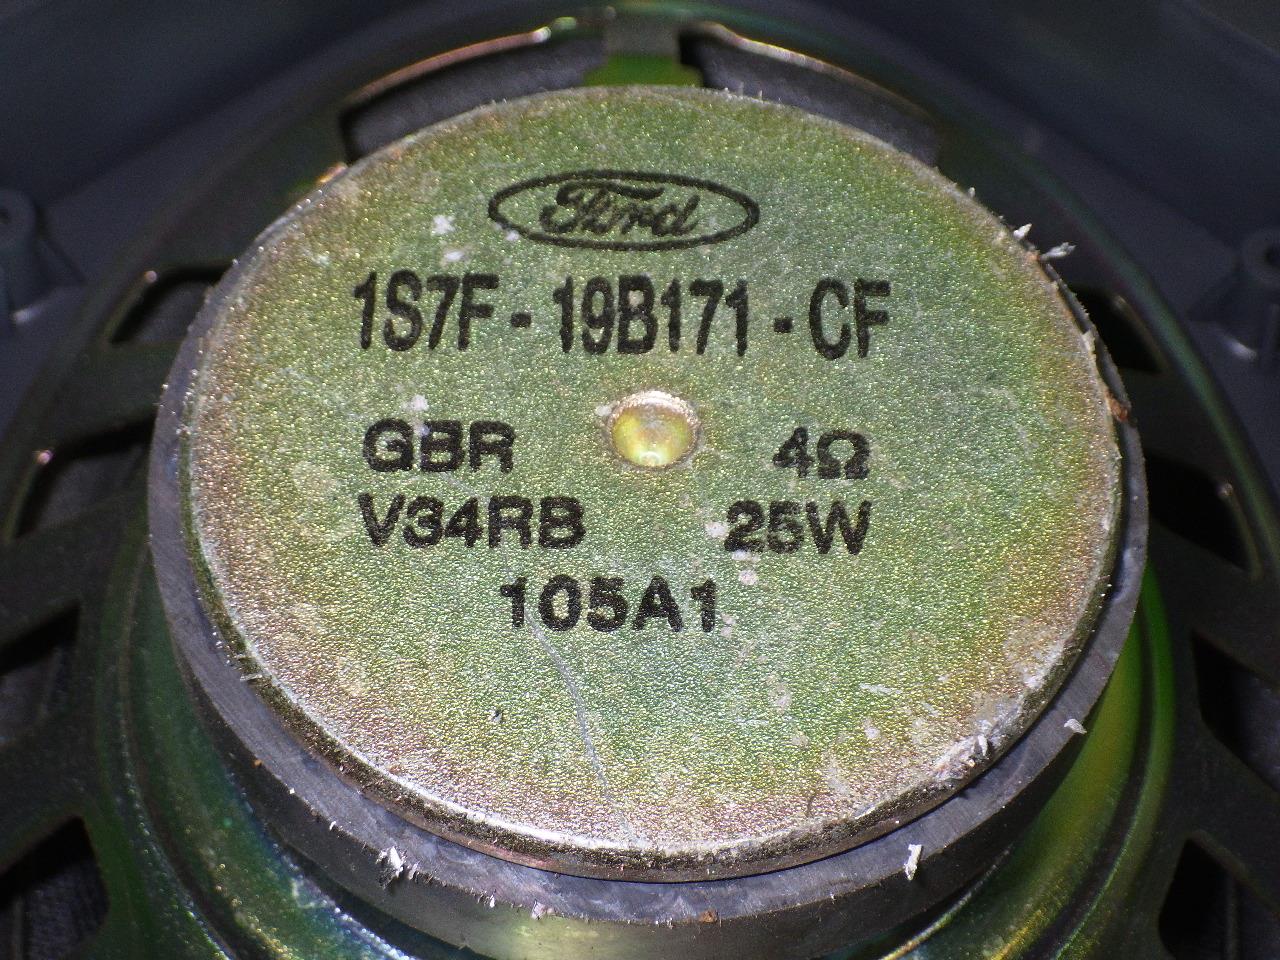 Ford
1S7F-19B171-CF
GBR 4Ω
V34RB 25W
105A1